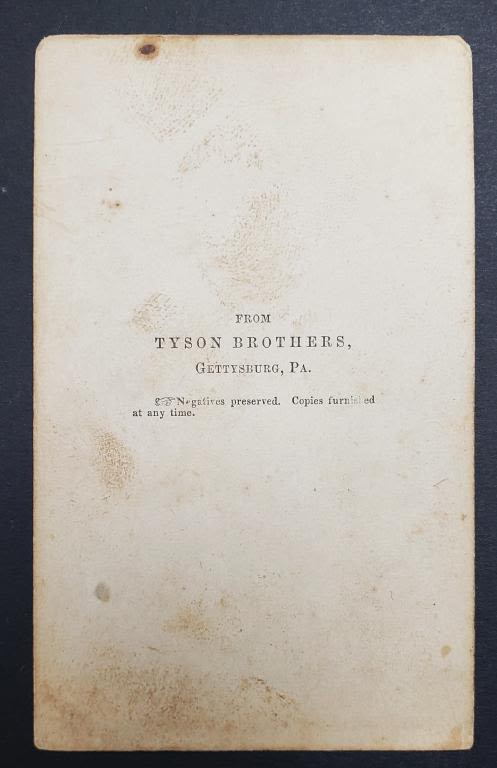 FROM
TYSON BROTHERS,
GETTYSBURG, PA.
☞ Negatives preserved. Copies furnished
at any time.